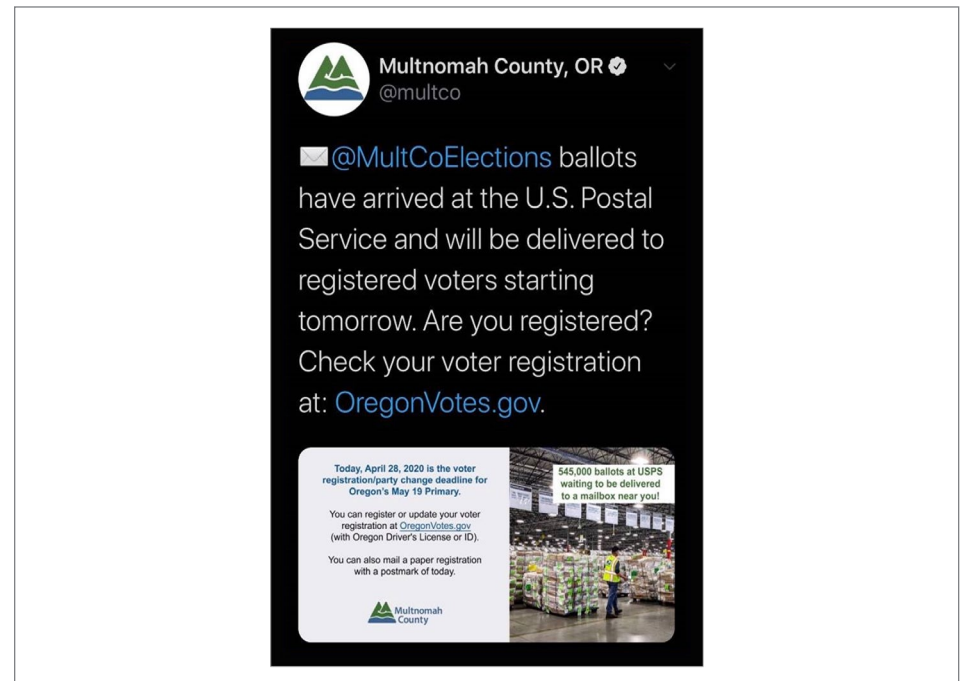 Multnomah County, OR
@multco
✉️@MultCoElections ballots
have arrived at the U.S. Postal
Service and will be delivered to
registered voters starting
tomorrow. Are you registered?
Check your voter registration
at: OregonVotes.gov.
Today, April 28, 2020 is the voter
registration/party change deadline for
Oregon's May 19 Primary.
You can register or update your voter
registration at OregonVotes.gov
(with Oregon Driver's License or ID).
You can also mail a paper registration
with a postmark of today.
Multnomah
County
545,000 ballots at USPS
waiting to be delivered
to a mailbox near you!